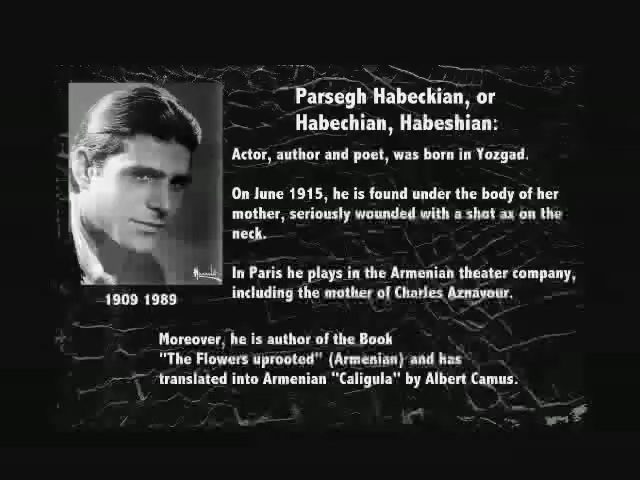 Parsegh Habeckian, or
Habechian, Habeshian:
Actor, author and poet, was born in Yozgad.
On June 1915, he is found under the body of her
mother, seriously wounded with a shot ax on the
neck.
In Paris he plays in the Armenian theater company,
including the mother of Charles Aznavour.
1909 1989
Moreover, he is author of the Book
"The Flowers uprooted" (Armenian) and has
translated into Armenian "Caligula" by Albert Camus.